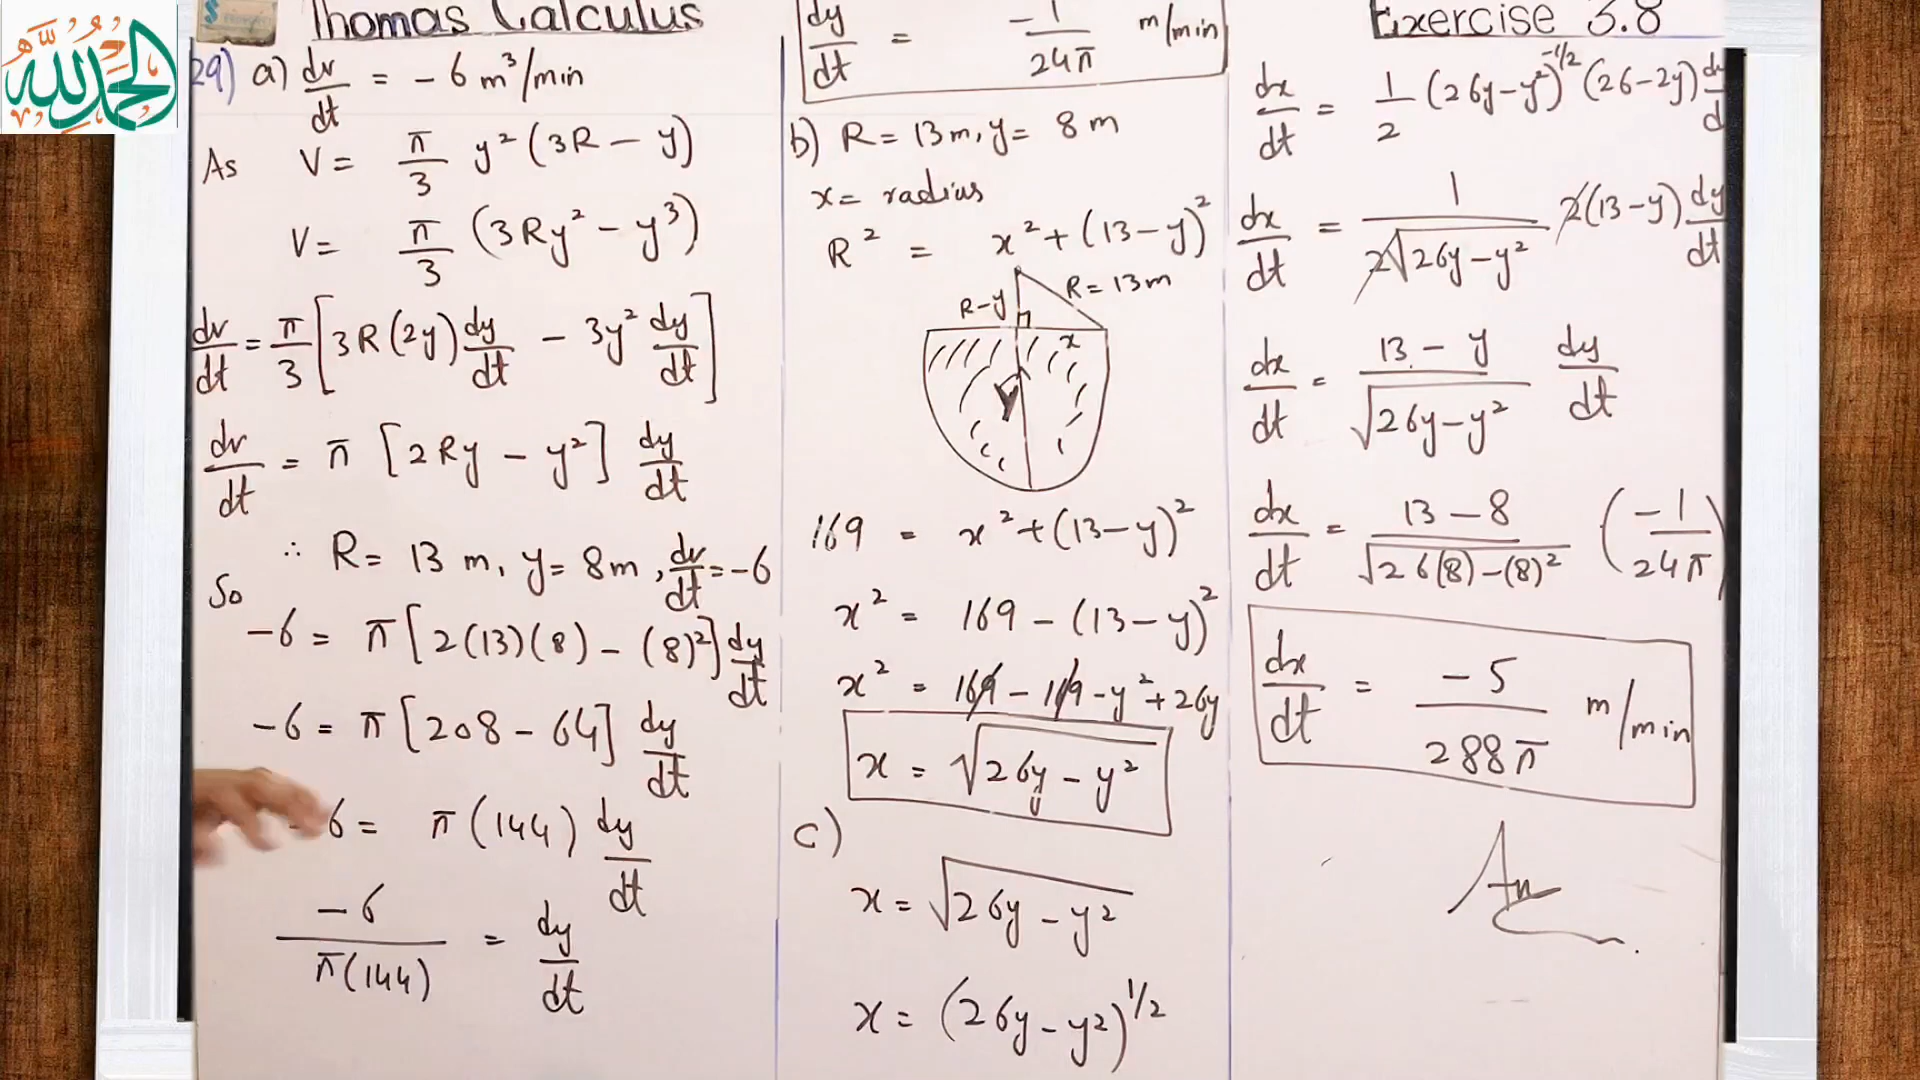 الحمد لله
Thomas Calculus
29) a) dv/dt = - 6 m³/min
As V = π/3 y² (3R - y)
V = π/3 (3Ry² - y³)
dv/dt = π/3 [3R(2y) dy/dt - 3y² dy/dt]
dv/dt = π [2Ry - y²] dy/dt
∴ R = 13 m, y = 8m, dv/dt = -6
So
-6 = π [2(13)(8) - (8)²] dy/dt
-6 = π [208 - 64] dy/dt
- 6 = π (144) dy/dt
-6/π(144) = dy/dt
dy/dt = -1/24π m/min
b) R = 13m, y = 8m
x = radius
R² = x² + (13-y)²
R-y
R = 13m
x
169 = x² + (13-y)²
x² = 169 - (13-y)²
x² = 169 - 169 - y² + 26y
x = √26y - y²
c)
x = √26y - y²
x = (26y - y²)^1/2
Exercise 3.8
dx/dt = 1/2 (26y-y²)^-1/2 (26-2y) dy/d
dx/dt = 1/2√26y-y² 2(13-y) dy/dt
dx/dt = 13 - y/√26y-y² dy/dt
dx/dt = 13 - 8/√26(8)-(8)² (-1/24π)
dx/dt = -5/288π m/min